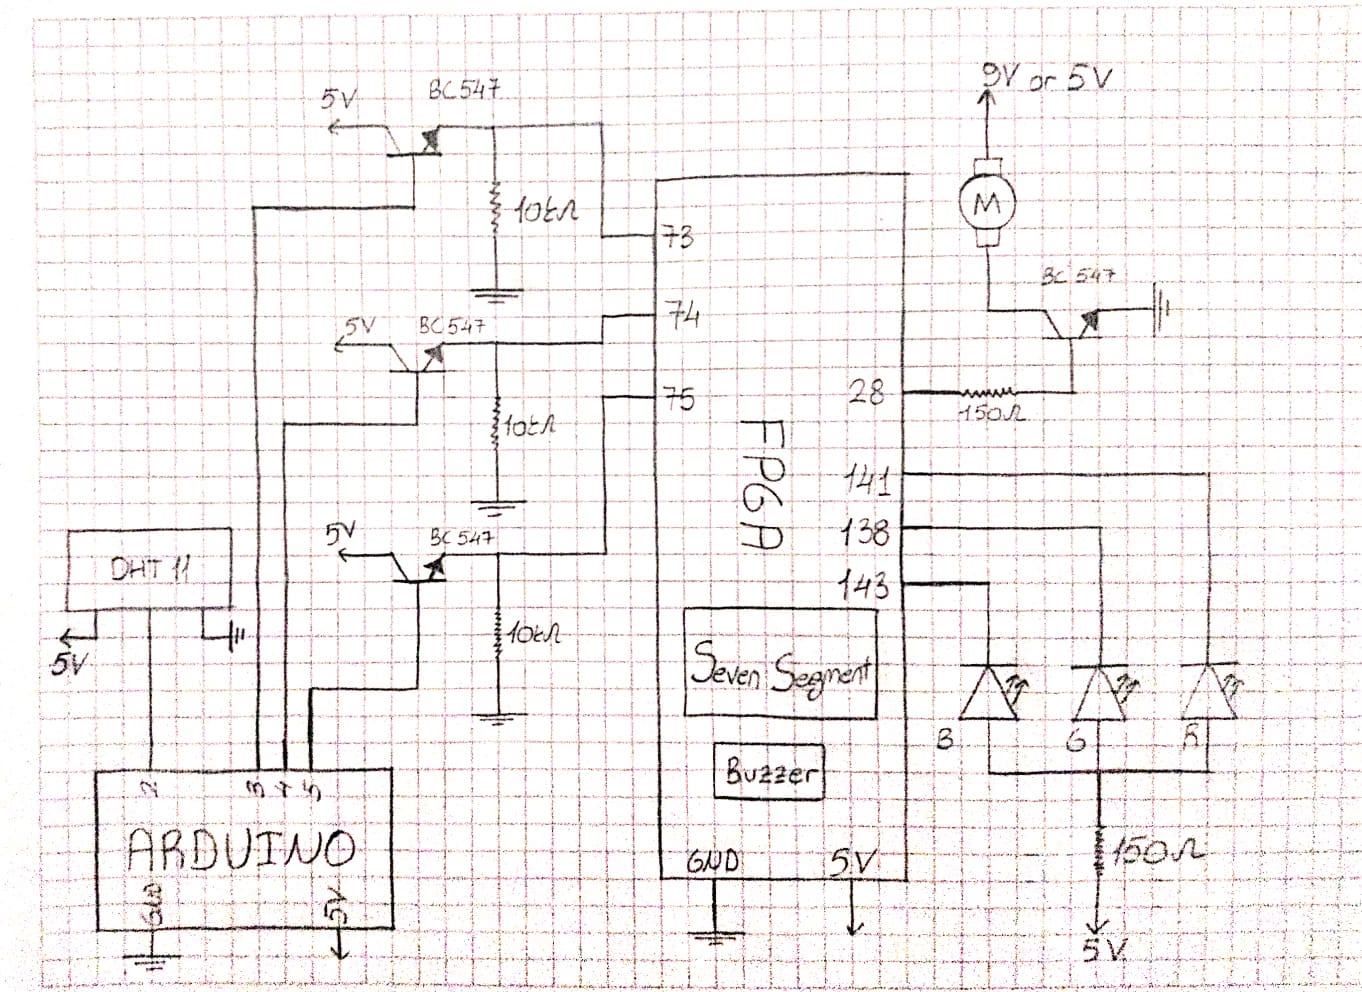 9V or 5V
5V
BC547
M
10kΩ
73
BC 547
74
5V
BC547
75
28
150Ω
10kΩ
FPGA
141
5V
BC 547
138
DHT 11
143
10kΩ
5V
Seven Segment
B
G
R
Buzzer
2
3
4
5
ARDUINO
GND
5V
150Ω
GND
5V
5V